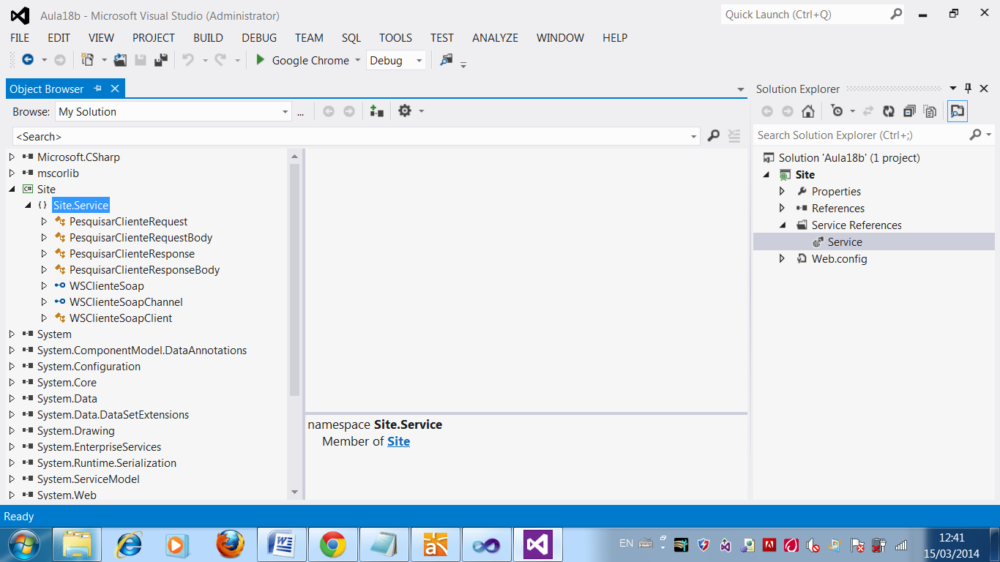 Aula18b - Microsoft Visual Studio (Administrator)
Quick Launch (Ctrl+Q)
FILE EDIT VIEW PROJECT BUILD DEBUG TEAM SQL TOOLS TEST ANALYZE WINDOW HELP
Google Chrome Debug
Object Browser
Browse: My Solution ...
<Search>
Microsoft.CSharp
mscorlib
C# Site
{ } Site.Service
PesquisarClienteRequest
PesquisarClienteRequestBody
PesquisarClienteResponse
PesquisarClienteResponseBody
WSClienteSoap
WSClienteSoapChannel
WSClienteSoapClient
System
System.ComponentModel.DataAnnotations
System.Configuration
System.Core
System.Data
System.Data.DataSetExtensions
System.Drawing
System.EnterpriseServices
System.Runtime.Serialization
System.ServiceModel
System.Web
namespace Site.Service
Member of Site
Solution Explorer
Search Solution Explorer (Ctrl+;)
Solution 'Aula18b' (1 project)
Site
Properties
References
Service References
Service
Web.config
Ready
EN
12:41
15/03/2014